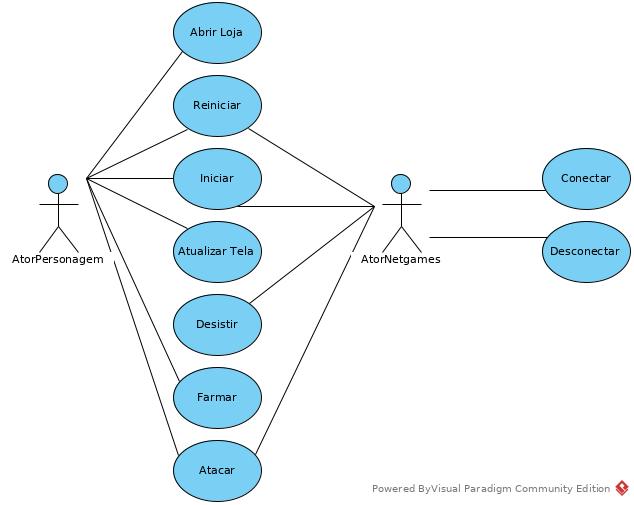 Abrir Loja
Reiniciar
Iniciar
Conectar
Atualizar Tela
Desconectar
AtorPersonagem
AtorNetgames
Desistir
Farmar
Atacar
Powered ByVisual Paradigm Community Edition